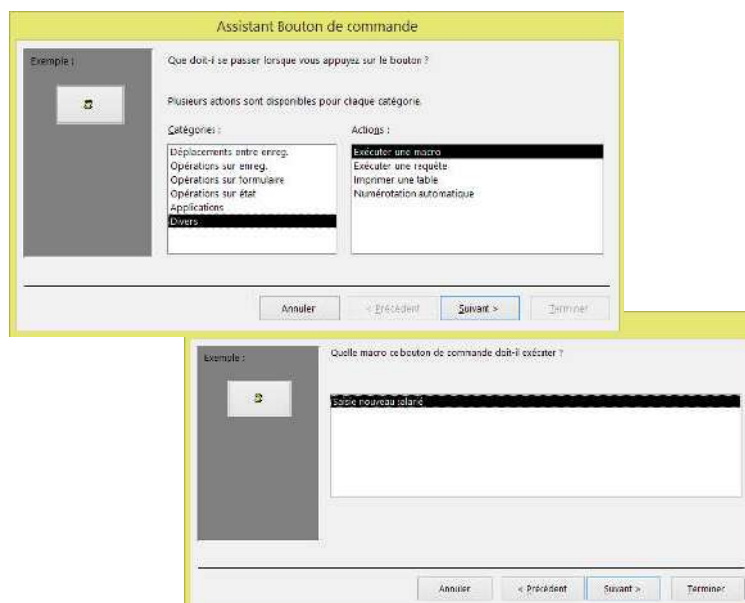 Assistant Bouton de commande
Exemple :
Que doit-il se passer lorsque vous appuyez sur le bouton ?
Plusieurs actions sont disponibles pour chaque catégorie.
Catégories :
Actions :
Déplacements entre enreg.
Opérations sur enreg.
Opérations sur formulaire
Opérations sur état
Applications
Divers
Exécuter une macro
Exécuter une requête
Imprimer une table
Numérotation automatique
Annuler
< Précédent
Suivant >
Terminer
Exemple :
Quelle macro ce bouton de commande doit-il exécuter ?
Saisie nouveau salarié
Annuler
< Précédent
Suivant >
Terminer